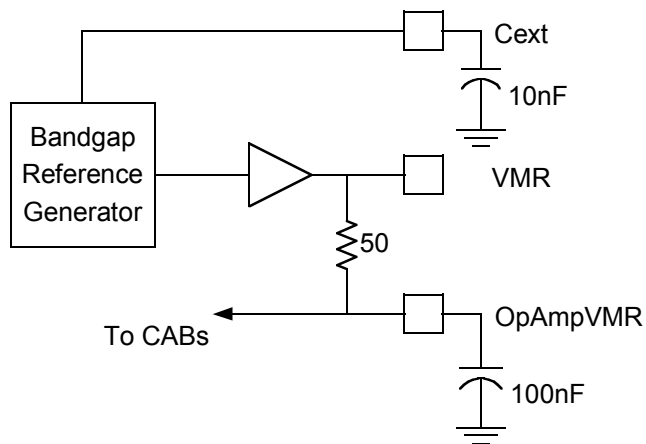 Cext
10nF
Bandgap
Reference
Generator
VMR
50
OpAmpVMR
To CABs
100nF